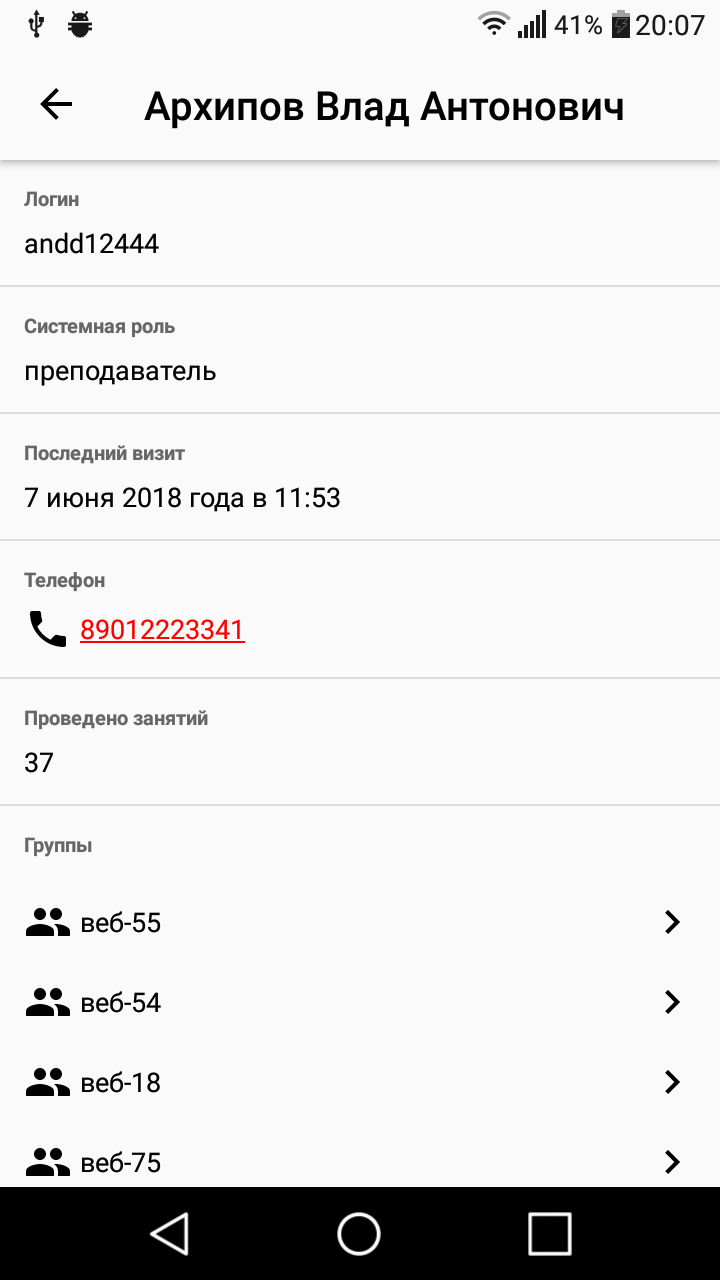 41% 20:07
Архипов Влад Антонович
Логин
andd12444
Системная роль
преподаватель
Последний визит
7 июня 2018 года в 11:53
Телефон
89012223341
Проведено занятий
37
Группы
веб-55
веб-54
веб-18
веб-75